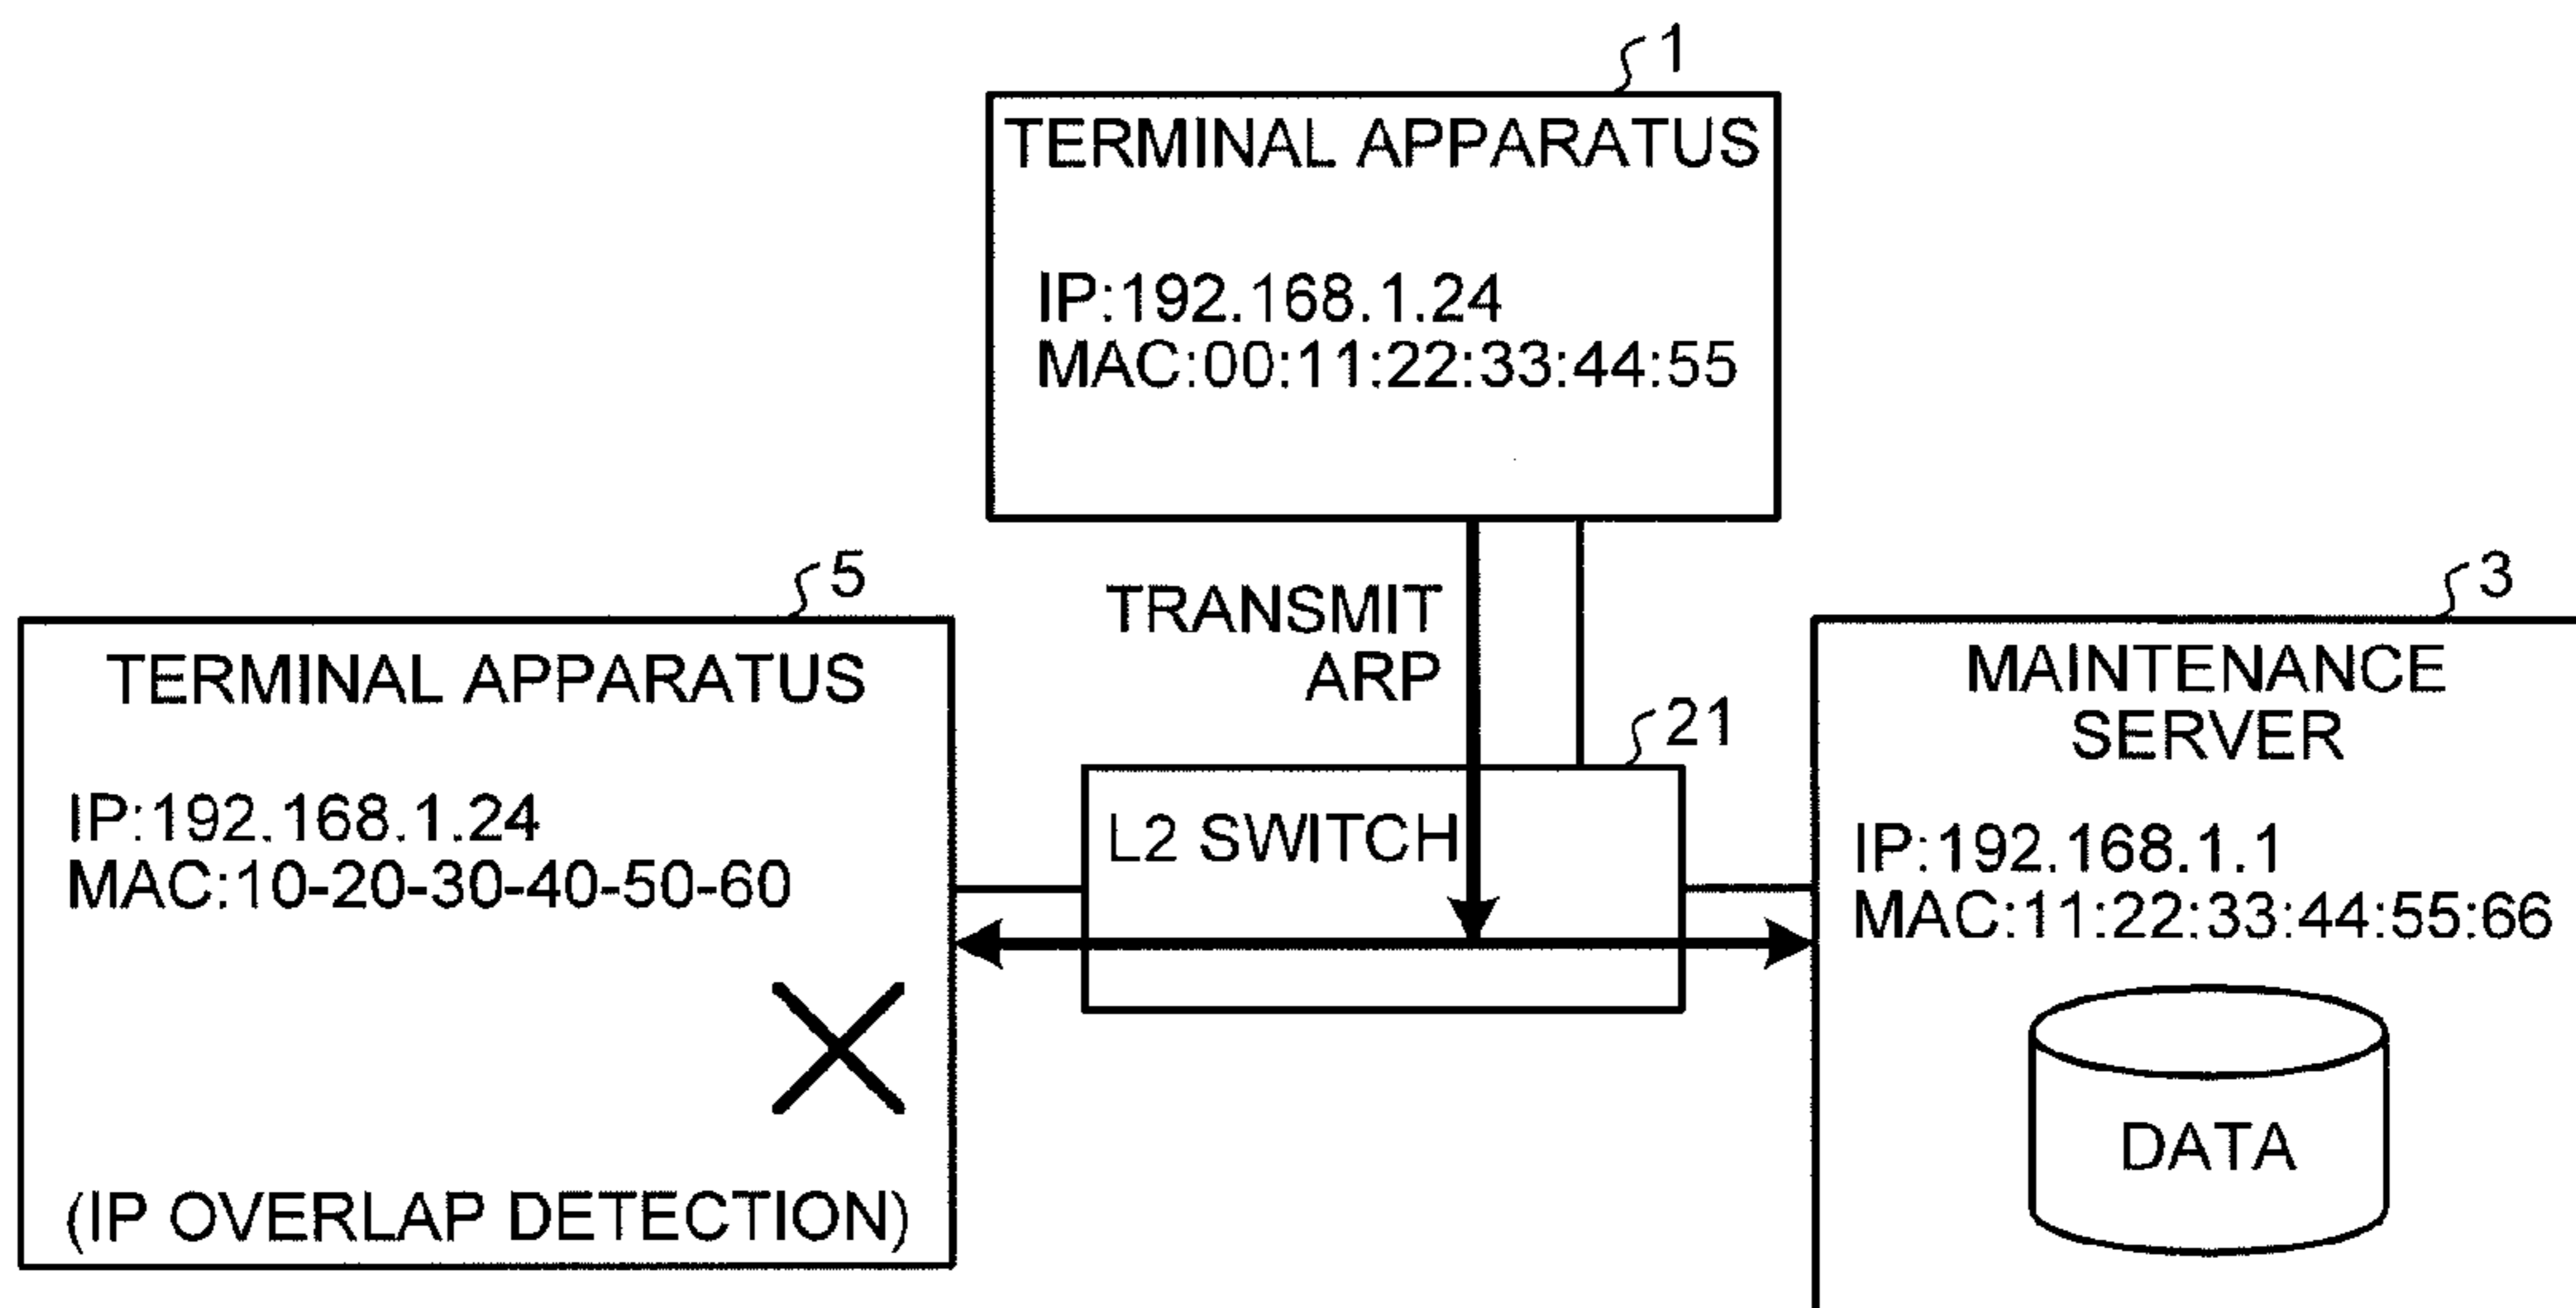 1
TERMINAL APPARATUS
IP:192.168.1.24
MAC:00:11:22:33:44:55
5
TERMINAL APPARATUS
IP:192.168.1.24
MAC:10-20-30-40-50-60
(IP OVERLAP DETECTION)
TRANSMIT
ARP
21
L2 SWITCH
3
MAINTENANCE
SERVER
IP:192.168.1.1
MAC:11:22:33:44:55:66
DATA